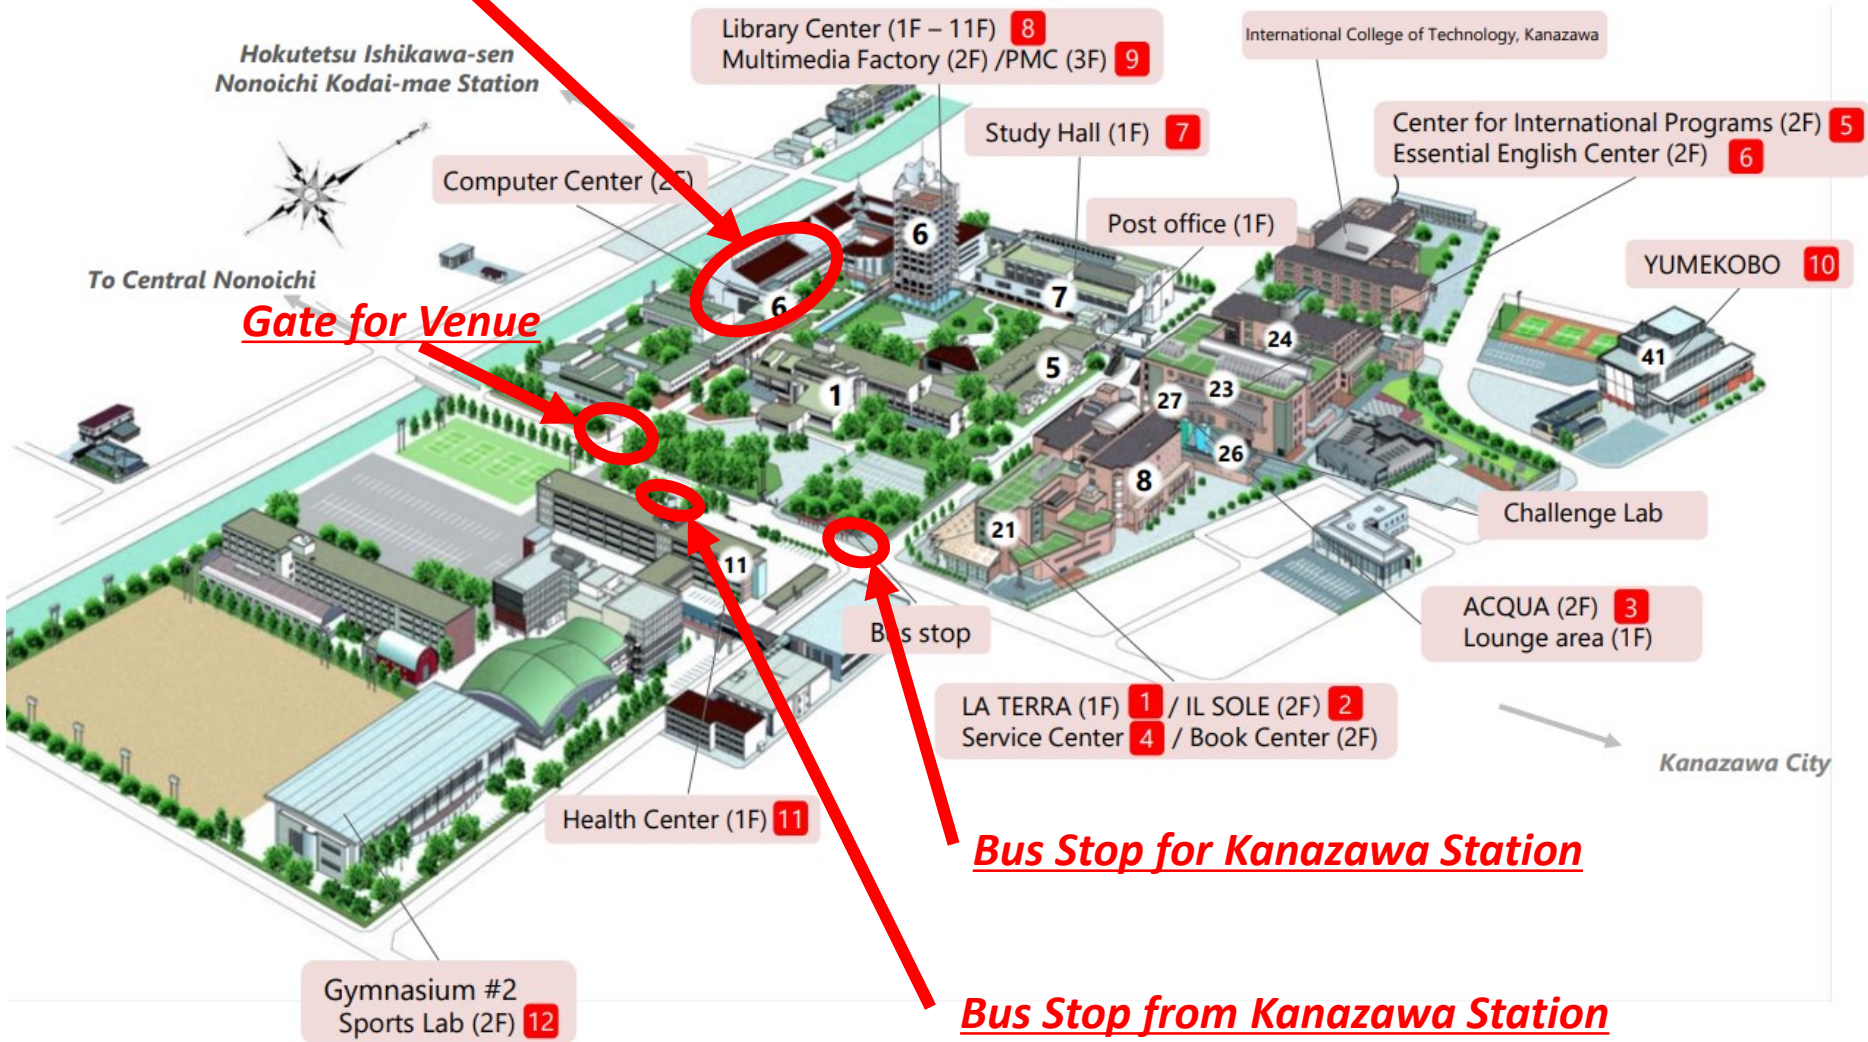 Library Center (1F – 11F) 8
Multimedia Factory (2F) /PMC (3F) 9
International College of Technology, Kanazawa
Hokutetsu Ishikawa-sen
Nonoichi Kodai-mae Station
Study Hall (1F) 7
Center for International Programs (2F) 5
Essential English Center (2F) 6
Computer Center (2F)
Post office (1F)
YUMEKOBO 10
To Central Nonoichi
Gate for Venue
6
6
7
24
41
5
1
23
27
26
8
21
11
Challenge Lab
Bus stop
ACQUA (2F) 3
Lounge area (1F)
LA TERRA (1F) 1 / IL SOLE (2F) 2
Service Center 4 / Book Center (2F)
Kanazawa City
Health Center (1F) 11
Bus Stop for Kanazawa Station
Gymnasium #2
Sports Lab (2F) 12
Bus Stop from Kanazawa Station